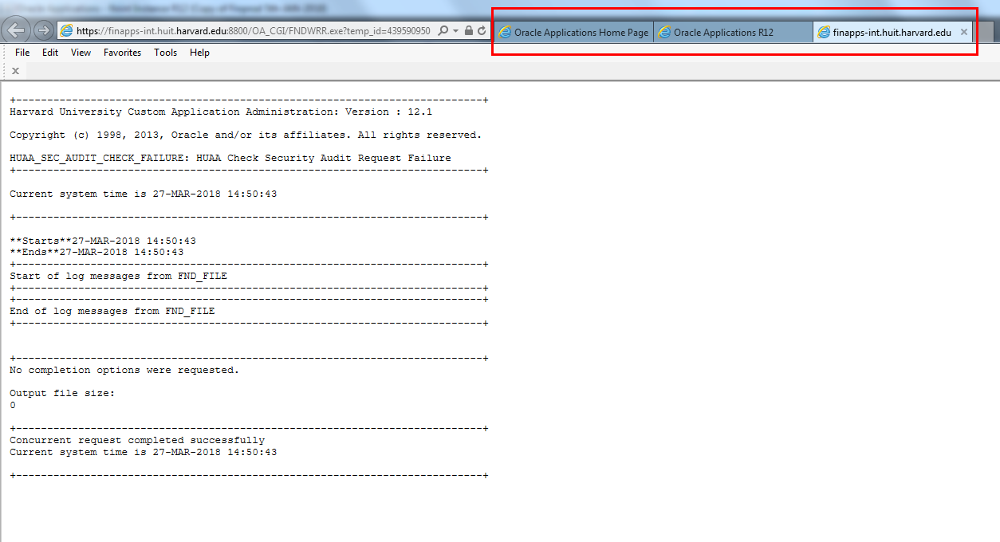 https://finapps-int.huit.harvard.edu:8800/OA_CGI/FNDWRR.exe?temp_id=439590950
Oracle Applications Home Page
Oracle Applications R12
finapps-int.huit.harvard.edu
File Edit View Favorites Tools Help
x
+---------------------------------------------------------------------------+
Harvard University Custom Application Administration: Version : 12.1
Copyright (c) 1998, 2013, Oracle and/or its affiliates. All rights reserved.
HUAA_SEC_AUDIT_CHECK_FAILURE: HUAA Check Security Audit Request Failure
+---------------------------------------------------------------------------+
Current system time is 27-MAR-2018 14:50:43
+---------------------------------------------------------------------------+
**Starts**27-MAR-2018 14:50:43
**Ends**27-MAR-2018 14:50:43
+---------------------------------------------------------------------------+
Start of log messages from FND_FILE
+---------------------------------------------------------------------------+
+---------------------------------------------------------------------------+
End of log messages from FND_FILE
+---------------------------------------------------------------------------+
+---------------------------------------------------------------------------+
No completion options were requested.
Output file size:
0
+---------------------------------------------------------------------------+
Concurrent request completed successfully
Current system time is 27-MAR-2018 14:50:43
+---------------------------------------------------------------------------+